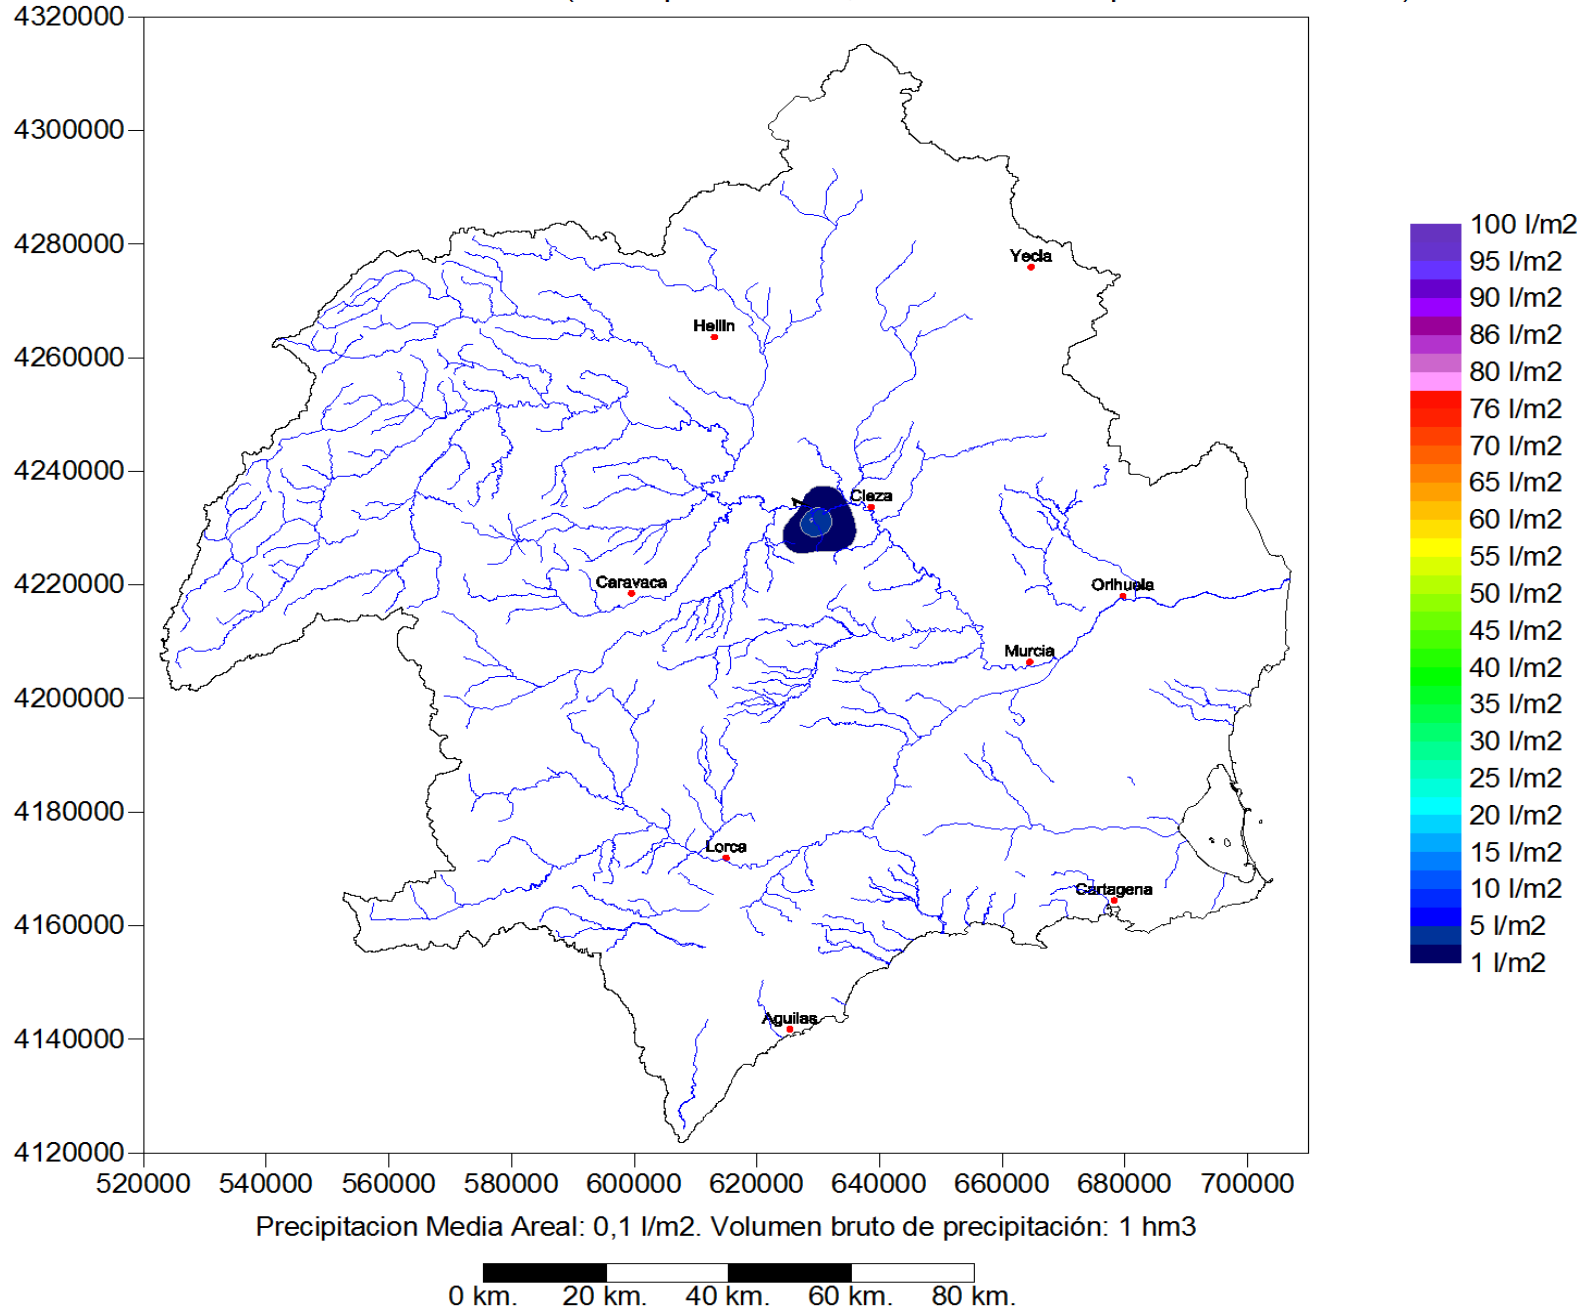 4320000
4300000
4280000
4260000
4240000
4220000
4200000
4180000
4160000
4140000
4120000
520000 540000 560000 580000 600000 620000 640000 660000 680000 700000
Yecla
Hellin
Cieza
Caravaca
Orihuela
Murcia
Lorca
Cartagena
Aguilas
100 l/m2
95 l/m2
90 l/m2
86 l/m2
80 l/m2
76 l/m2
70 l/m2
65 l/m2
60 l/m2
55 l/m2
50 l/m2
45 l/m2
40 l/m2
35 l/m2
30 l/m2
25 l/m2
20 l/m2
15 l/m2
10 l/m2
5 l/m2
1 l/m2
Precipitacion Media Areal: 0,1 l/m2. Volumen bruto de precipitación: 1 hm3
0 km. 20 km. 40 km. 60 km. 80 km.